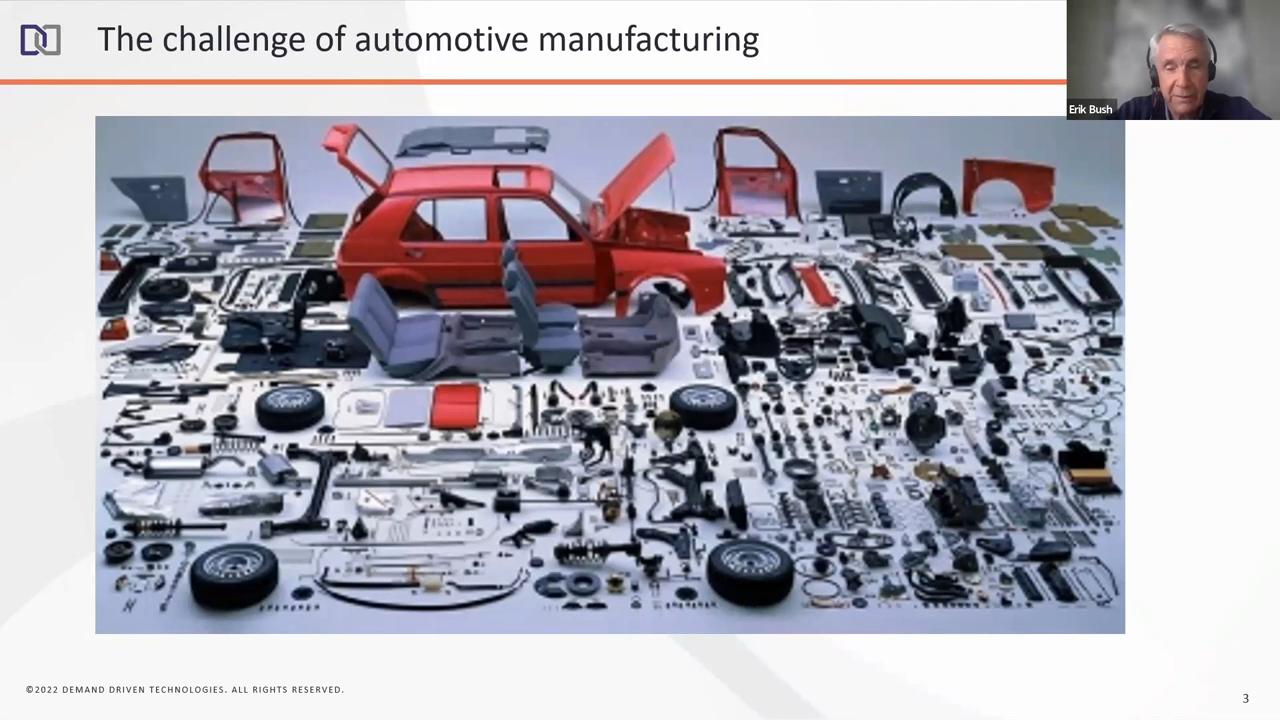 The challenge of automotive manufacturing
Erik Bush
©2022 DEMAND DRIVEN TECHNOLOGIES. ALL RIGHTS RESERVED.
3